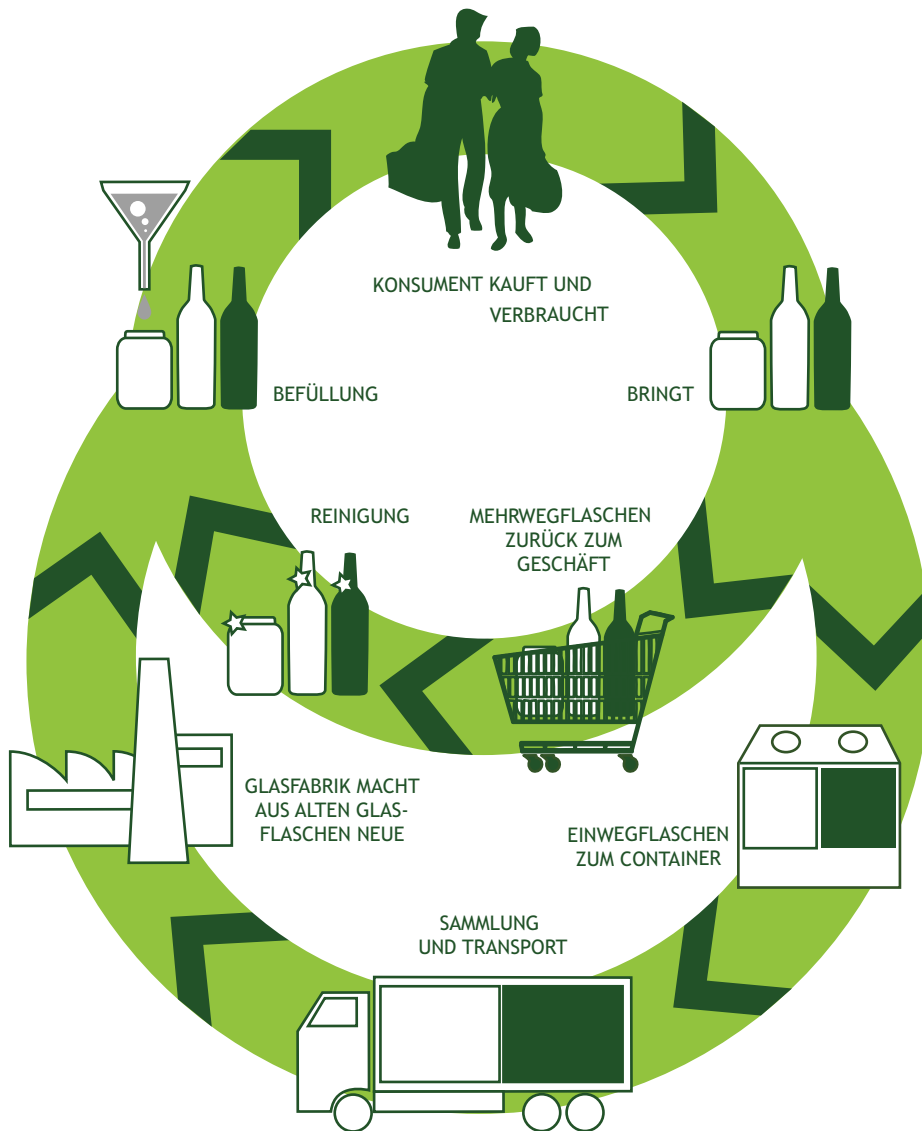 KONSUMENT KAUFT UND
VERBRAUCHT
BEFÜLLUNG
BRINGT
REINIGUNG
MEHRWEGFLASCHEN
ZURÜCK ZUM
GESCHÄFT
GLASFABRIK MACHT
AUS ALTEN GLAS-
FLASCHEN NEUE
EINWEGFLASCHEN
ZUM CONTAINER
SAMMLUNG
UND TRANSPORT